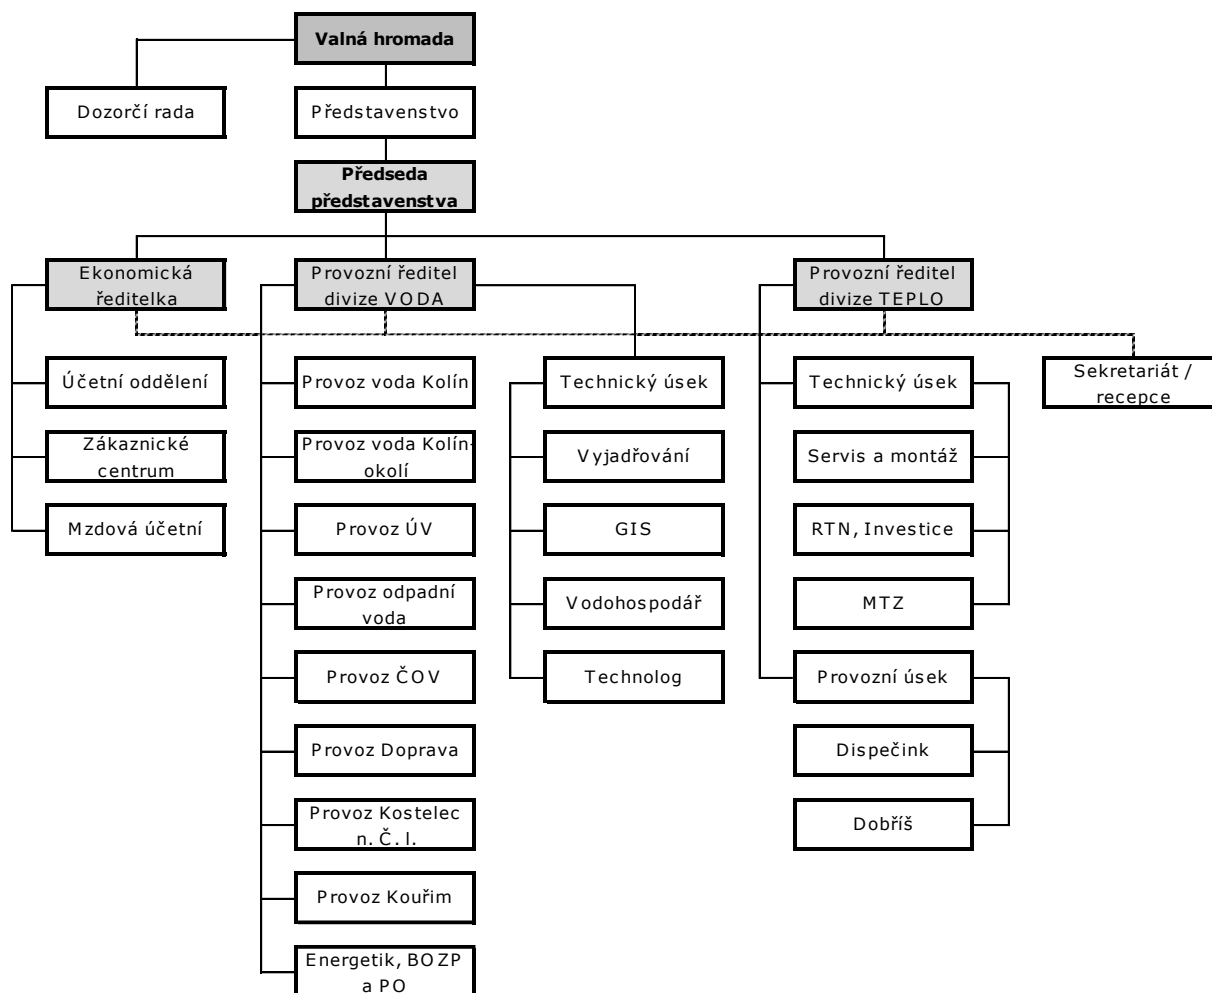 Valná hromada
Dozorčí rada
Představenstvo
Předseda
představenstva
Ekonomická
ředitelka
Provozní ředitel
divize VODA
Provozní ředitel
divize TEPLO
Účetní oddělení
Provoz voda Kolín
Technický úsek
Technický úsek
Sekretariát /
recepce
Zákaznické
centrum
Provoz voda Kolín-
okolí
Vyjadřování
Servis a montáž
Mzdová účetní
Provoz ÚV
GIS
RTN, Investice
Provoz odpadní
voda
Vodohospodář
MTZ
Provoz ČOV
Technolog
Provozní úsek
Provoz Doprava
Dispečink
Provoz Kostelec
n. Č. l.
Dobříš
Provoz Kouřim
Energetik, BOZP
a PO